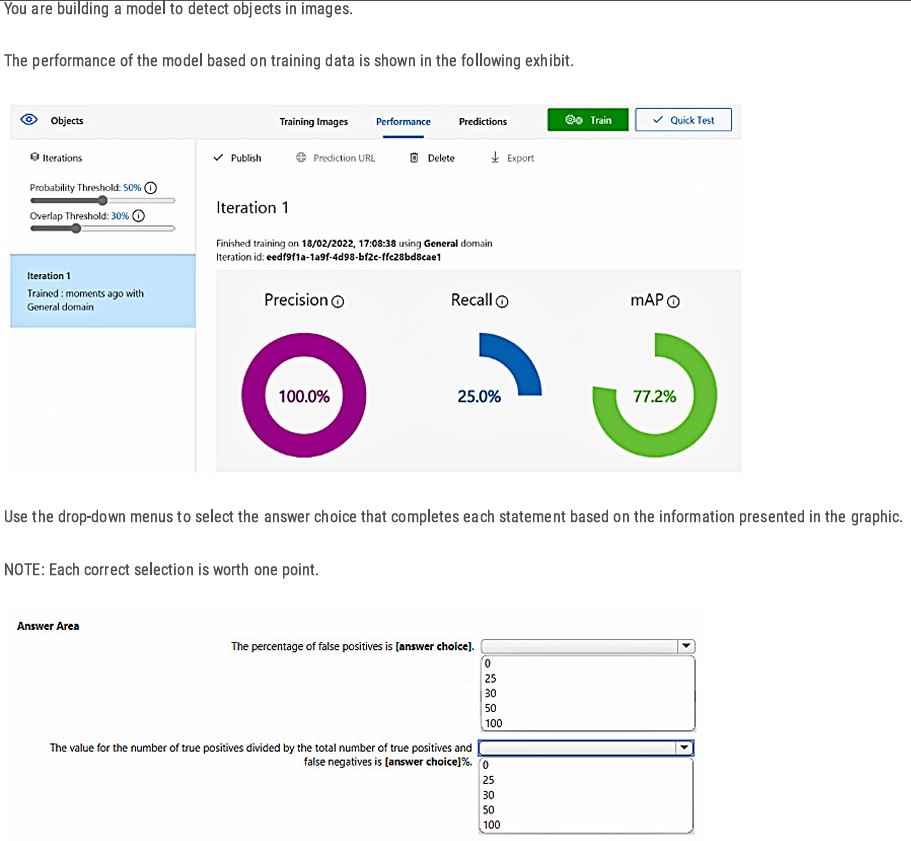 You are building a model to detect objects in images.
The performance of the model based on training data is shown in the following exhibit.
Objects
Training Images
Performance
Predictions
Train
Quick Test
Iterations
Publish
Prediction URL
Delete
Export
Probability Threshold: 50%
Overlap Threshold: 30%
Iteration 1
Finished training on 18/02/2022, 17:08:38 using General domain
Iteration id: eedf9f1a-1a9f-4d98-bf2c-ffc28bd8cae1
Iteration 1
Trained : moments ago with
General domain
Precision
Recall
mAP
100.0%
25.0%
77.2%
Use the drop-down menus to select the answer choice that completes each statement based on the information presented in the graphic.
NOTE: Each correct selection is worth one point.
Answer Area
The percentage of false positives is [answer choice].
0
25
30
50
100
The value for the number of true positives divided by the total number of true positives and
false negatives is [answer choice]%.
0
25
30
50
100